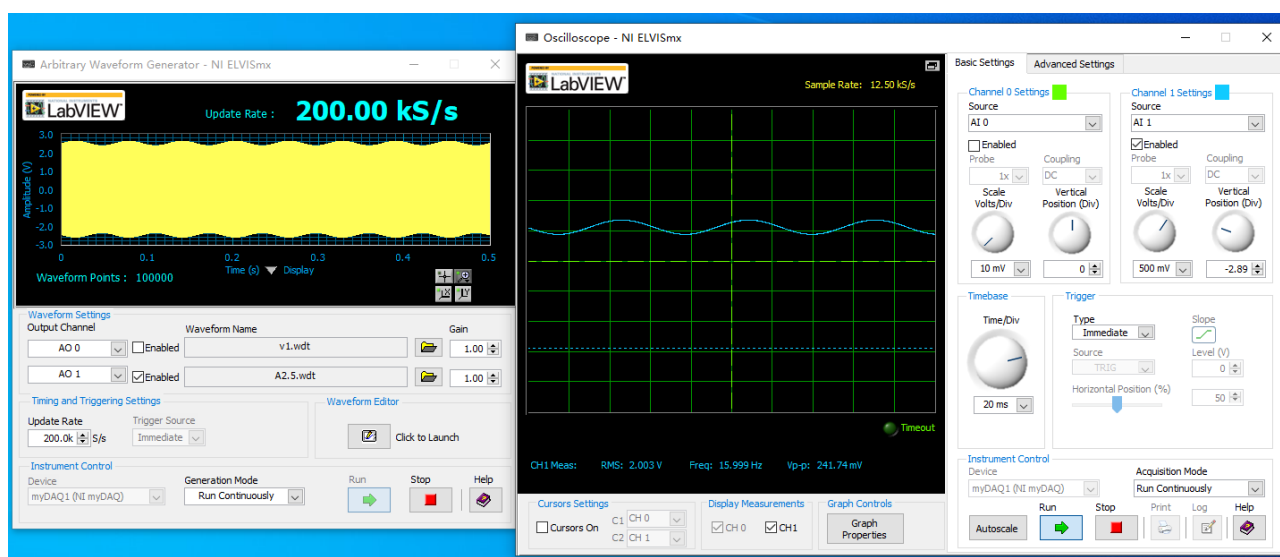 Arbitrary Waveform Generator - NI ELVISmx
LabVIEW
Update Rate : 200.00 kS/s
3.0
2.0
1.0
0.0
-1.0
-2.0
-3.0
Amplitude (V)
0 0.1 0.2 0.3 0.4 0.5
Time (s) Display
Waveform Points : 100000
Waveform Settings
Output Channel Waveform Name Gain
AO 0 Enabled v1.wdt 1.00
AO 1 Enabled A2.5.wdt 1.00
Timing and Triggering Settings
Update Rate Trigger Source
200.0k S/s Immediate
Waveform Editor
Click to Launch
Instrument Control
Device Generation Mode Run Stop Help
myDAQ1 (NI myDAQ) Run Continuously
Oscilloscope - NI ELVISmx
LabVIEW
Sample Rate: 12.50 kS/s
Timeout
CH1 Meas: RMS: 2.003 V Freq: 15.999 Hz Vp-p: 241.74 mV
Cursors Settings
Cursors On
C1 CH 0
C2 CH 1
Display Measurements
CH 0 CH1
Graph Controls
Graph
Properties
Basic Settings Advanced Settings
Channel 0 Settings
Source
AI 0
Enabled
Probe Coupling
1x DC
Scale Vertical
Volts/Div Position (Div)
10 mV 0
Channel 1 Settings
Source
AI 1
Enabled
Probe Coupling
1x DC
Scale Vertical
Volts/Div Position (Div)
500 mV -2.89
Timebase
Time/Div
20 ms
Trigger
Type Slope
Immediate
Source Level (V)
TRIG 0
Horizontal Position (%)
50
Instrument Control
Device Acquisition Mode
myDAQ1 (NI myDAQ) Run Continuously
Run Stop Print Log Help
Autoscale